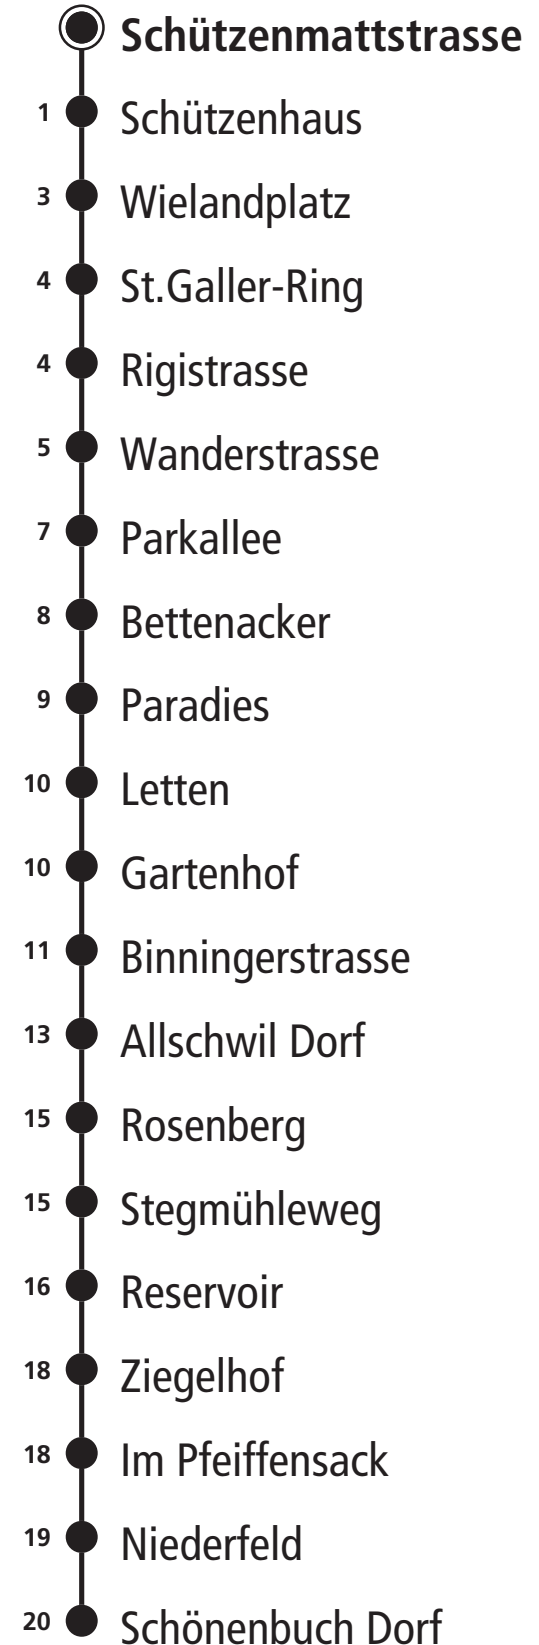 Schützenmattstrasse
1 Schützenhaus
3 Wielandplatz
4 St.Galler-Ring
4 Rigistrasse
5 Wanderstrasse
7 Parkallee
8 Bettenacker
9 Paradies
10 Letten
10 Gartenhof
11 Binningerstrasse
13 Allschwil Dorf
15 Rosenberg
15 Stegmühleweg
16 Reservoir
18 Ziegelhof
18 Im Pfeiffensack
19 Niederfeld
20 Schönenbuch Dorf